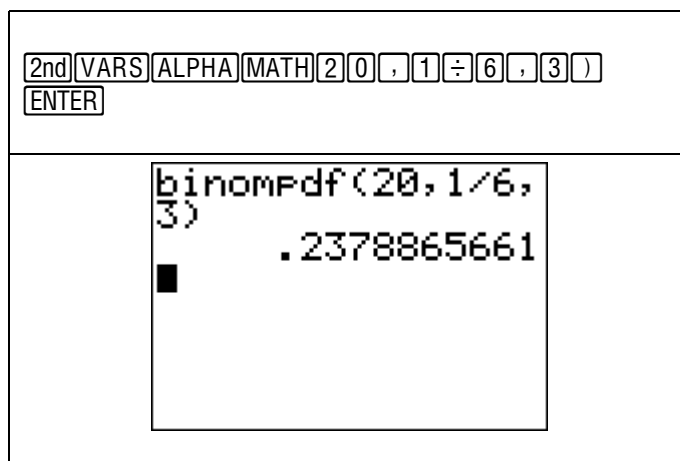 2nd VARS ALPHA MATH 2 0 , 1 ÷ 6 , 3 )
ENTER
binompdf(20,1/6,
3)
.2378865661